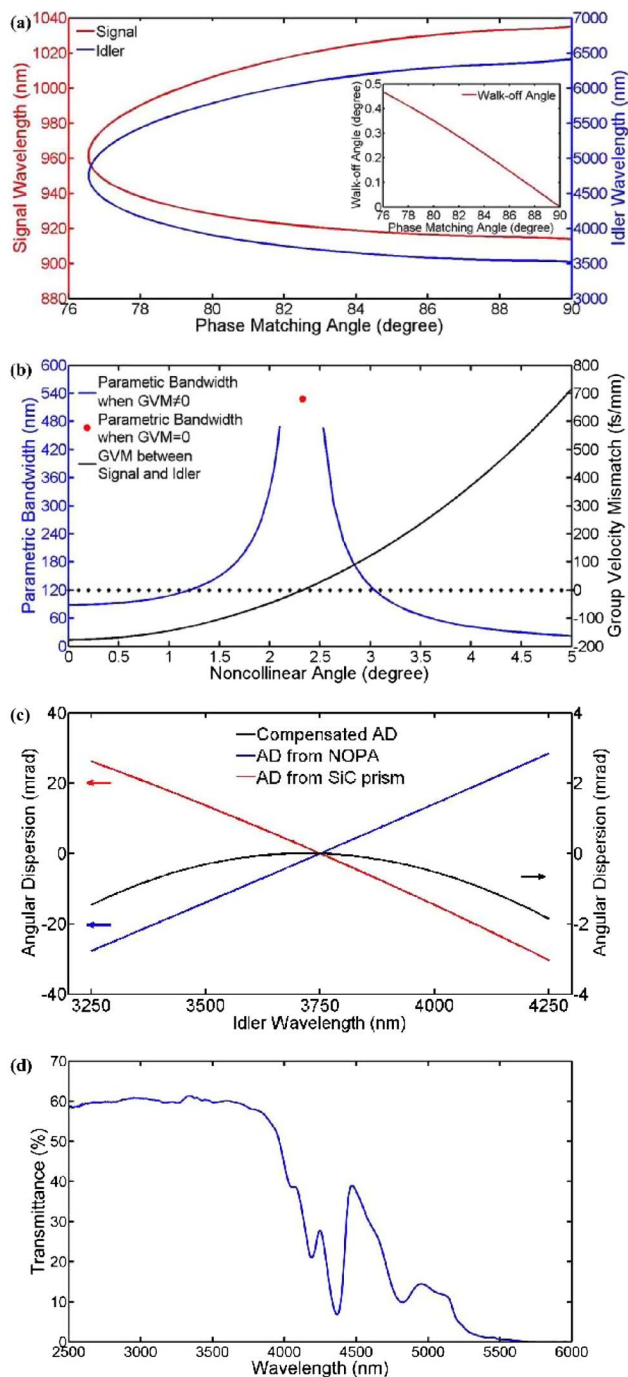 (a)
1040
1020
1000
980
960
940
920
900
880
Signal Wavelength (nm)
Signal
Idler
7000
6000
5000
4000
3000
Idler Wavelength (nm)
0.5
0.4
0.3
0.2
0.1
0
Walk-off Angle (degree)
Walk-off Angle
76 78 80 82 84 86 88 90
Phase Matching Angle (degree)
76 78 80 82 84 86 88 90
Phase Matching Angle (degree)
(b)
600
540
480
420
360
300
240
180
120
60
0
Parametric Bandwidth (nm)
Parametic Bandwidth
when GVM≠0
Parametric Bandwidth
when GVM=0
GVM between
Signal and Idler
800
700
600
500
400
300
200
100
0
-100
-200
Group Velocity Mismatch (fs/mm)
0 0.5 1 1.5 2 2.5 3 3.5 4 4.5 5
Noncollinear Angle (degree)
(c)
40
20
0
-20
-40
Angular Dispersion (mrad)
Compensated AD
AD from NOPA
AD from SiC prism
4
2
0
-2
-4
Angular Dispersion (mrad)
3250 3500 3750 4000 4250
Idler Wavelength (nm)
(d)
70
60
50
40
30
20
10
0
Transmittance (%)
2500 3000 3500 4000 4500 5000 5500 6000
Wavelength (nm)